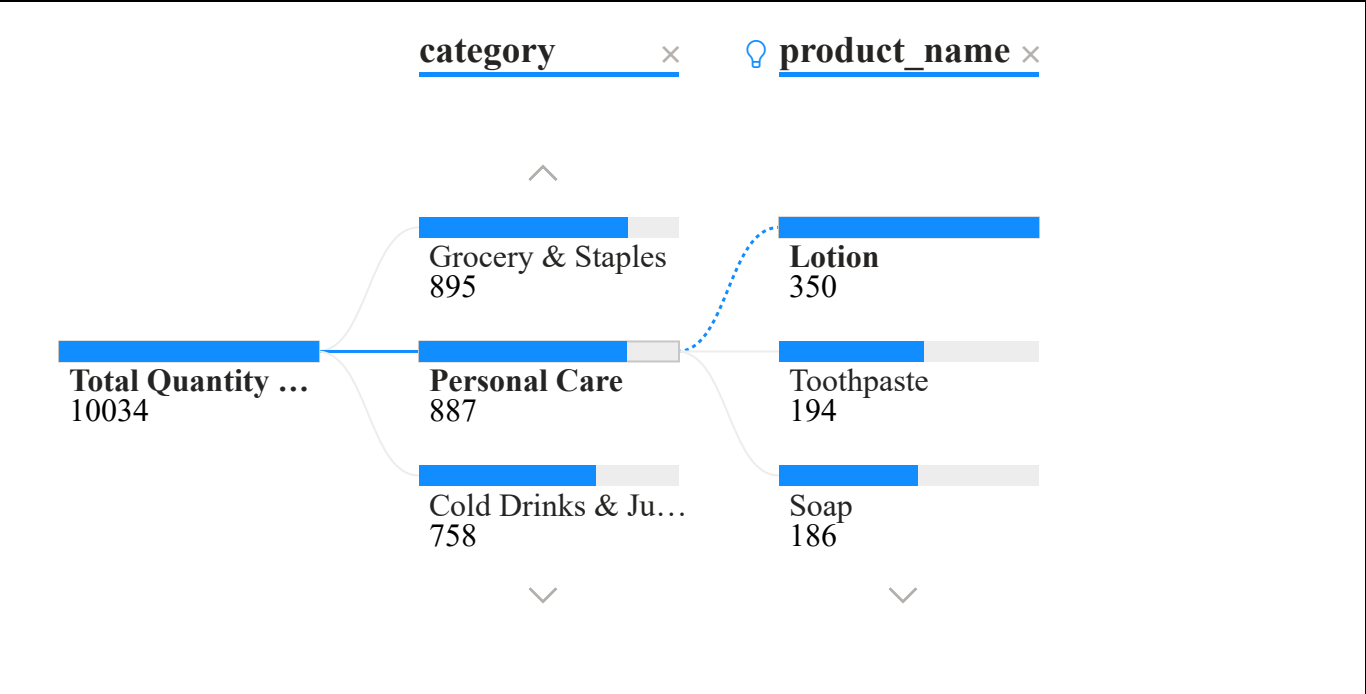 category
product_name
Grocery & Staples
895
Lotion
350
Total Quantity …
10034
Personal Care
887
Toothpaste
194
Cold Drinks & Ju…
758
Soap
186